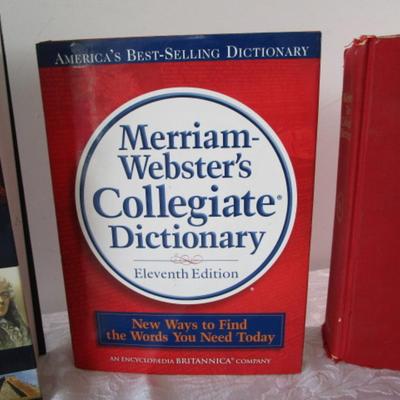 AMERICA'S BEST-SELLING DICTIONARY
Merriam-
Webster's
Collegiate®
Dictionary
Eleventh Edition
New Ways to Find
the Words You Need Today
AN ENCYCLOPÆDIA BRITANNICA® COMPANY